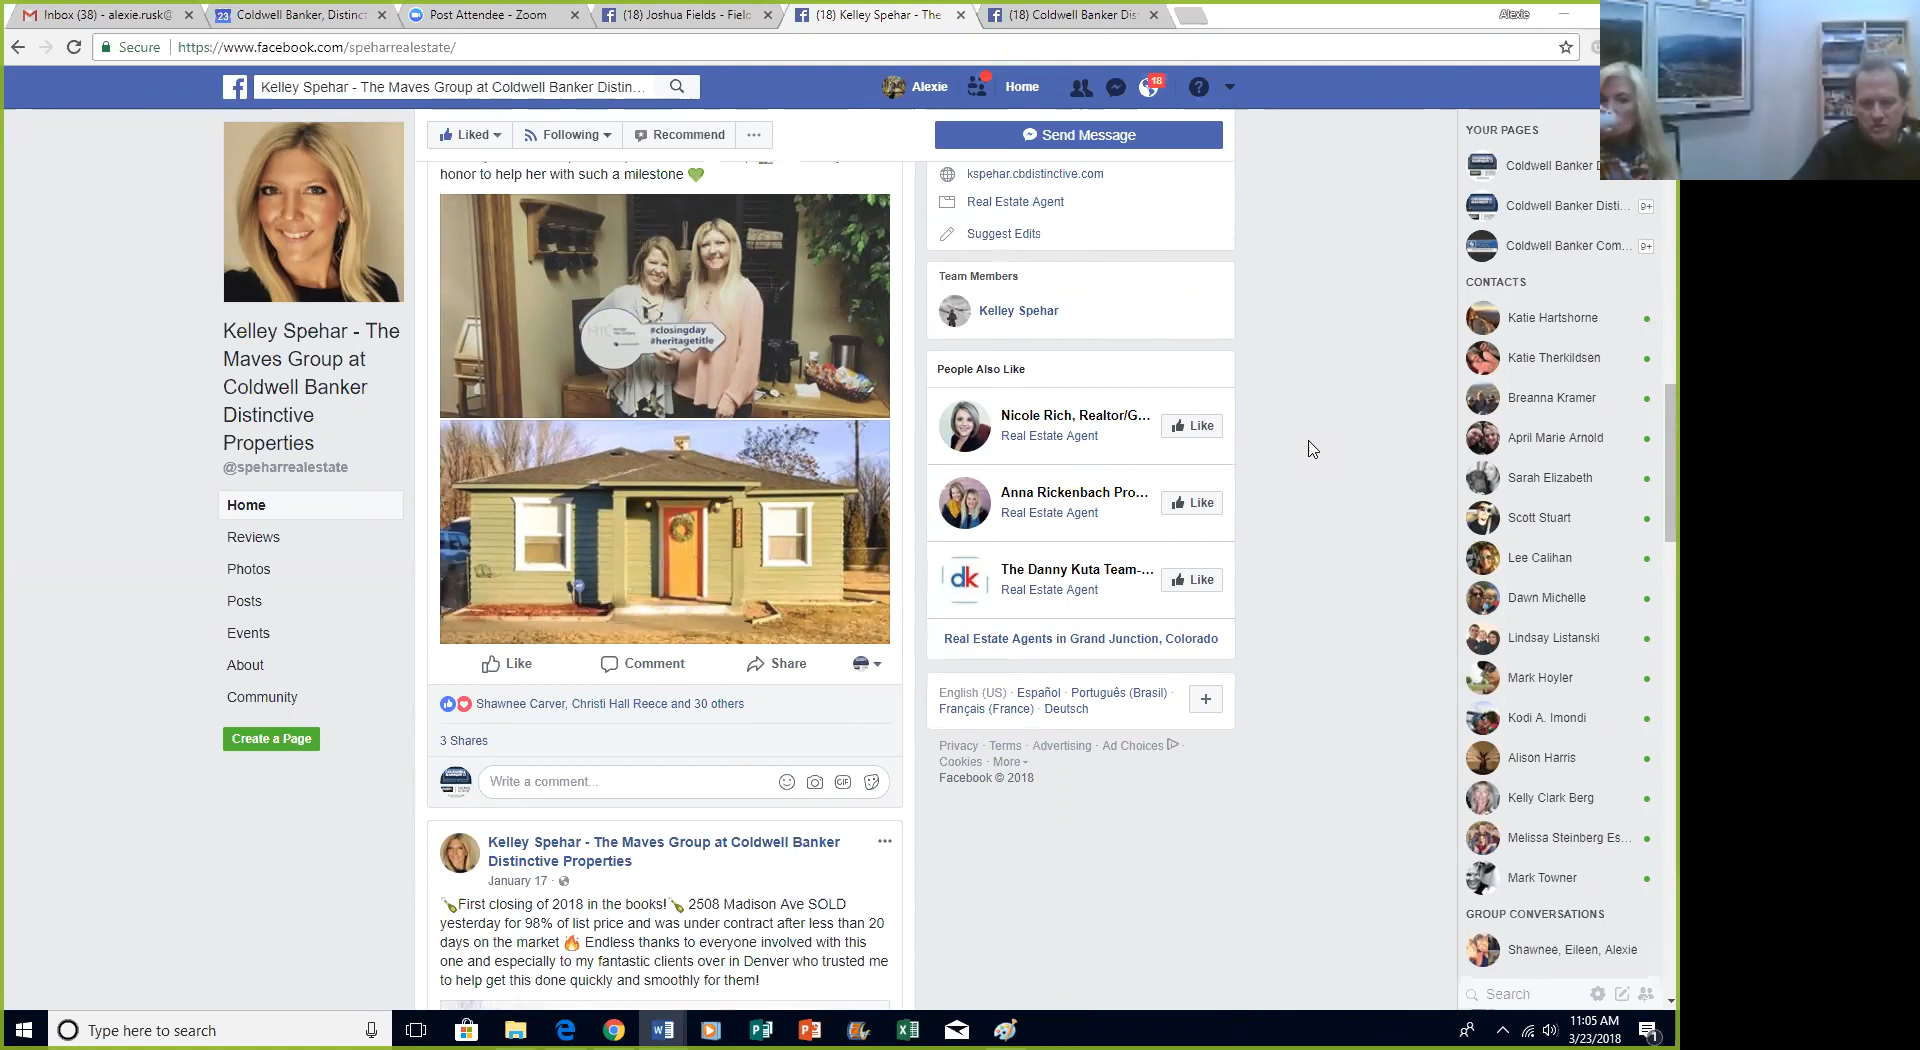 Inbox (38) - alexie.rusk@
23 Coldwell Banker, Distinct
Post Attendee - Zoom
(18) Joshua Fields - Field
(18) Kelley Spehar - The
(18) Coldwell Banker Dis
Alexie
Secure https://www.facebook.com/speharrealestate/
Kelley Spehar - The Maves Group at Coldwell Banker Distin...
Alexie
Home
18
Kelley Spehar - The
Maves Group at
Coldwell Banker
Distinctive
Properties
@speharrealestate
Home
Reviews
Photos
Posts
Events
About
Community
Create a Page
Liked
Following
Recommend
Send Message
honor to help her with such a milestone 💚
#closingday
#heritagetitle
Like
Comment
Share
Shawnee Carver, Christi Hall Reece and 30 others
3 Shares
Write a comment...
GIF
Kelley Spehar - The Maves Group at Coldwell Banker
Distinctive Properties
January 17 ·
🍾First closing of 2018 in the books!🍾 2508 Madison Ave SOLD
yesterday for 98% of list price and was under contract after less than 20
days on the market 🔥 Endless thanks to everyone involved with this
one and especially to my fantastic clients over in Denver who trusted me
to help get this done quickly and smoothly for them!
kspehar.cbdistinctive.com
Real Estate Agent
Suggest Edits
Team Members
Kelley Spehar
People Also Like
Nicole Rich, Realtor/G...
Real Estate Agent
Like
Anna Rickenbach Pro...
Real Estate Agent
Like
dk
The Danny Kuta Team-...
Real Estate Agent
Like
Real Estate Agents in Grand Junction, Colorado
English (US) · Español · Português (Brasil) ·
Français (France) · Deutsch
Privacy · Terms · Advertising · Ad Choices ·
Cookies · More
Facebook © 2018
YOUR PAGES
Coldwell Banker D
Coldwell Banker Disti... 9+
Coldwell Banker Com... 9+
CONTACTS
Katie Hartshorne
Katie Therkildsen
Breanna Kramer
April Marie Arnold
Sarah Elizabeth
Scott Stuart
Lee Calihan
Dawn Michelle
Lindsay Listanski
Mark Hoyler
Kodi A. Imondi
Alison Harris
Kelly Clark Berg
Melissa Steinberg Es...
Mark Towner
GROUP CONVERSATIONS
Shawnee, Eileen, Alexie
Search
Type here to search
11:05 AM
3/23/2018
1